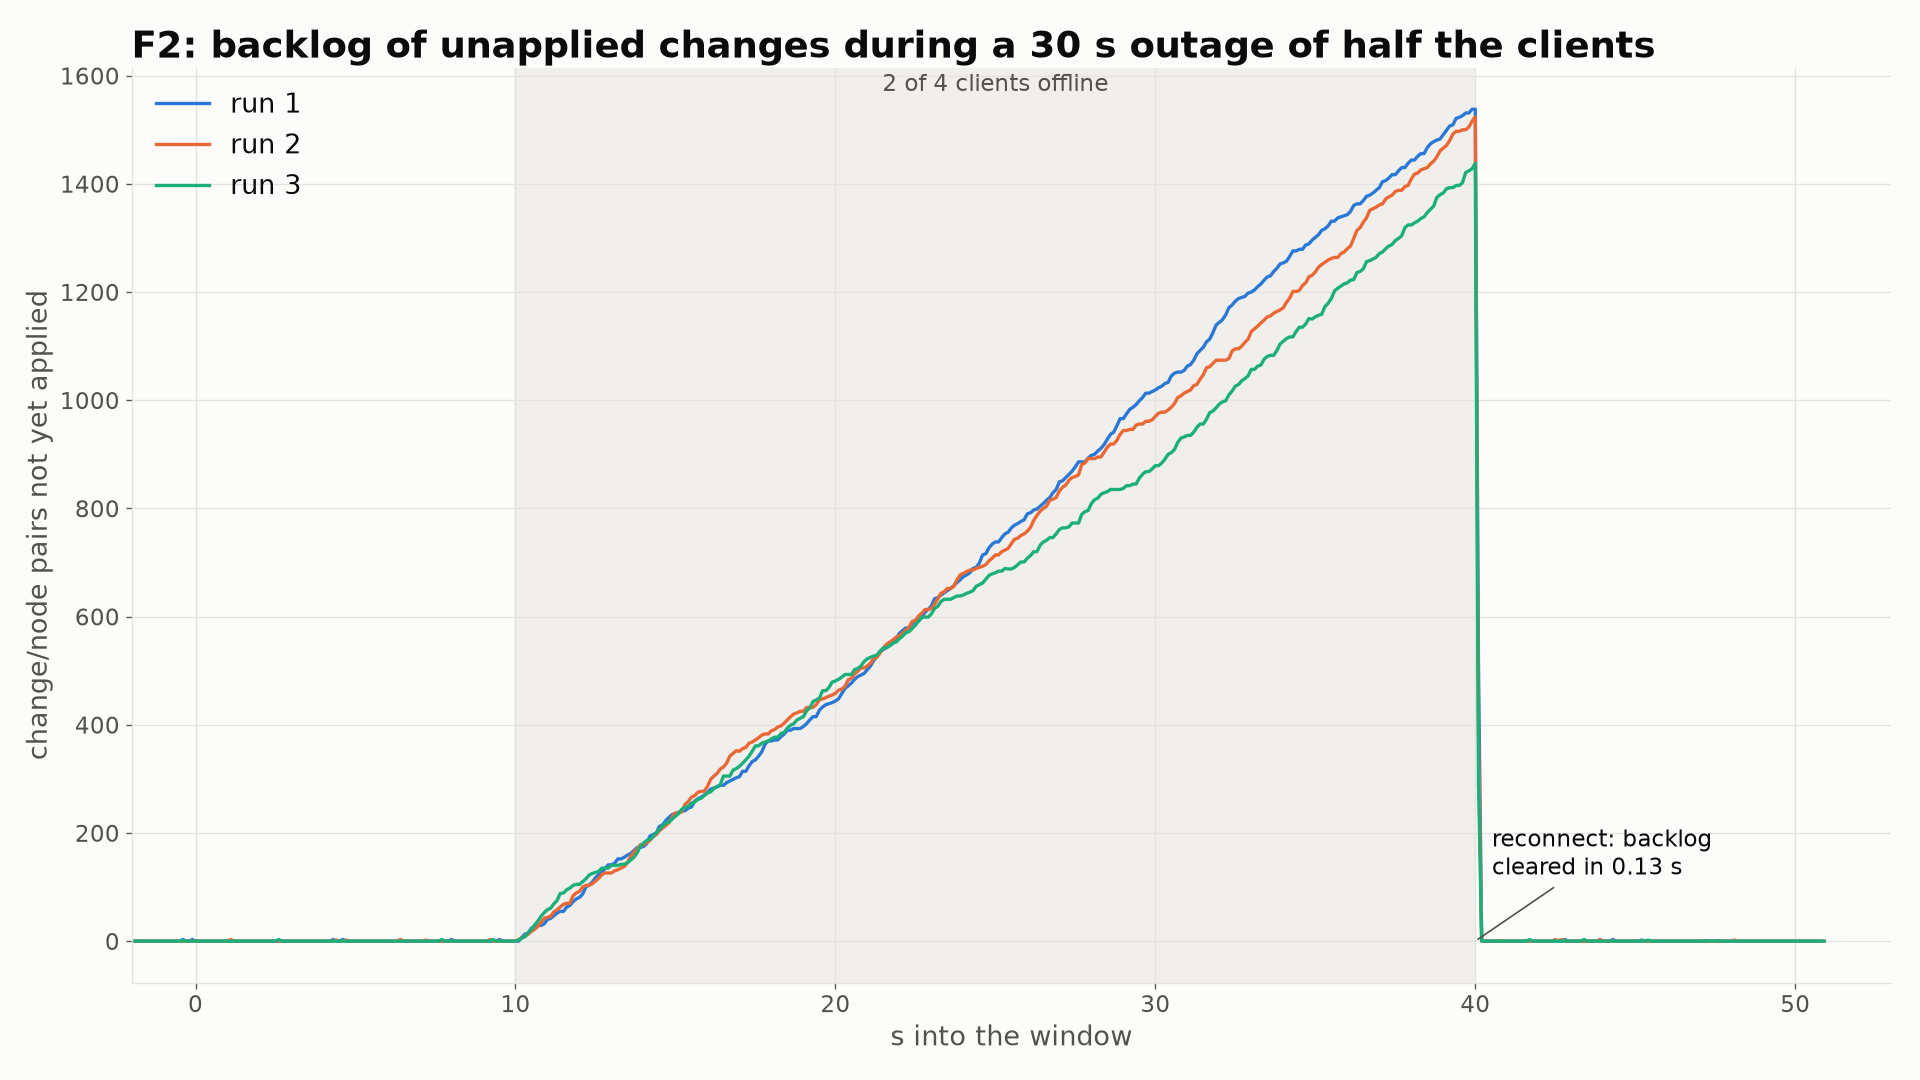 F2: backlog of unapplied changes during a 30 s outage of half the clients
2 of 4 clients offline
run 1
run 2
run 3
change/node pairs not yet applied
1600
1400
1200
1000
800
600
400
200
0
reconnect: backlog
cleared in 0.13 s
0
10
20
30
40
50
s into the window